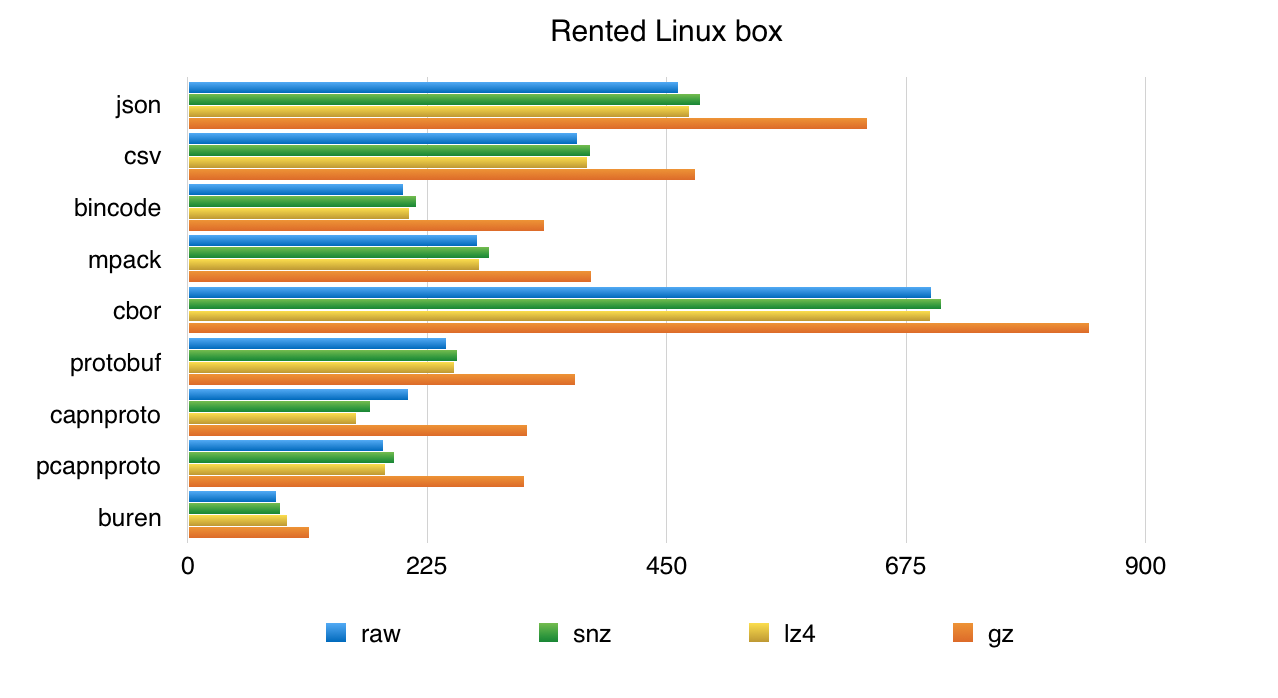 Rented Linux box
json
csv
bincode
mpack
cbor
protobuf
capnproto
pcapnproto
buren
0 225 450 675 900
raw snz lz4 gz